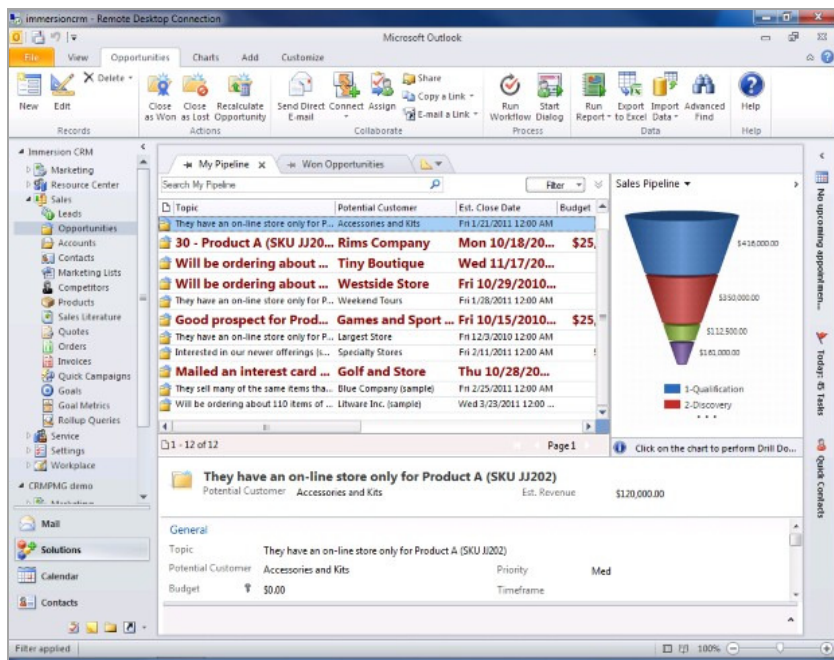 immersioncrm - Remote Desktop Connection
Microsoft Outlook
File View Opportunities Charts Add Customize
New Edit Delete
Records
Close as Won Close as Lost Recalculate Opportunity
Actions
Send Direct E-mail Connect Assign Share Copy a Link E-mail a Link
Collaborate
Run Workflow Start Dialog
Process
Run Report Export to Excel Import Data Advanced Find
Data
Help
Help
Immersion CRM
Marketing
Resource Center
Sales
Leads
Opportunities
Accounts
Contacts
Marketing Lists
Competitors
Products
Sales Literature
Quotes
Orders
Invoices
Quick Campaigns
Goals
Goal Metrics
Rollup Queries
Service
Settings
Workplace
CRMPMG demo
Mail
Solutions
Calendar
Contacts
My Pipeline x Won Opportunities
Search My Pipeline Filter
Topic Potential Customer Est. Close Date Budget
They have an on-line store only for P... Accessories and Kits Fri 1/21/2011 12:00 AM
30 - Product A (SKU JJ20... Rims Company Mon 10/18/20... $25,
Will be ordering about ... Tiny Boutique Wed 11/17/20...
Will be ordering about ... Westside Store Fri 10/29/2010...
They have an on-line store only for P... Weekend Tours Fri 1/28/2011 12:00 AM
Good prospect for Prod... Games and Sport ... Fri 10/15/2010... $25,
They have an on-line store only for P... Largest Store Fri 12/3/2010 12:00 AM
Interested in our newer offerings (s... Specialty Stores Fri 2/11/2011 12:00 AM
Mailed an interest card ... Golf and Store Thu 10/28/20...
They sell many of the same items tha... Blue Company (sample) Fri 2/25/2011 12:00 AM
Will be ordering about 110 items of ... Litware Inc. (sample) Wed 3/23/2011 12:00 ...
1 - 12 of 12 Page 1
Sales Pipeline
$416,000.00
$350,000.00
$112,500.00
$161,000.00
1-Qualification
2-Discovery
Click on the chart to perform Drill Do...
No upcoming appointmen...
Today: 45 Tasks
Quick Contacts
They have an on-line store only for Product A (SKU JJ202)
Potential Customer Accessories and Kits Est. Revenue $120,000.00
General
Topic They have an on-line store only for Product A (SKU JJ202)
Potential Customer Accessories and Kits Priority Med
Budget $0.00 Timeframe
Filter applied 100%